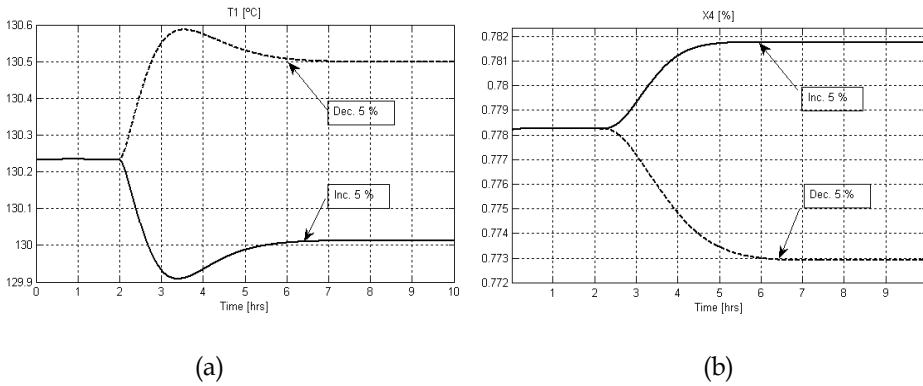 T1 [ºC]
130.6
130.5
130.4
130.3
130.2
130.1
130
129.9
0 1 2 3 4 5 6 7 8 9 10
Time [hrs]
Dec. 5 %
Inc. 5 %
(a)
X4 [%]
0.782
0.781
0.78
0.779
0.778
0.777
0.776
0.775
0.774
0.773
0.772
1 2 3 4 5 6 7 8 9
Time [hrs]
Inc. 5 %
Dec. 5 %
(b)